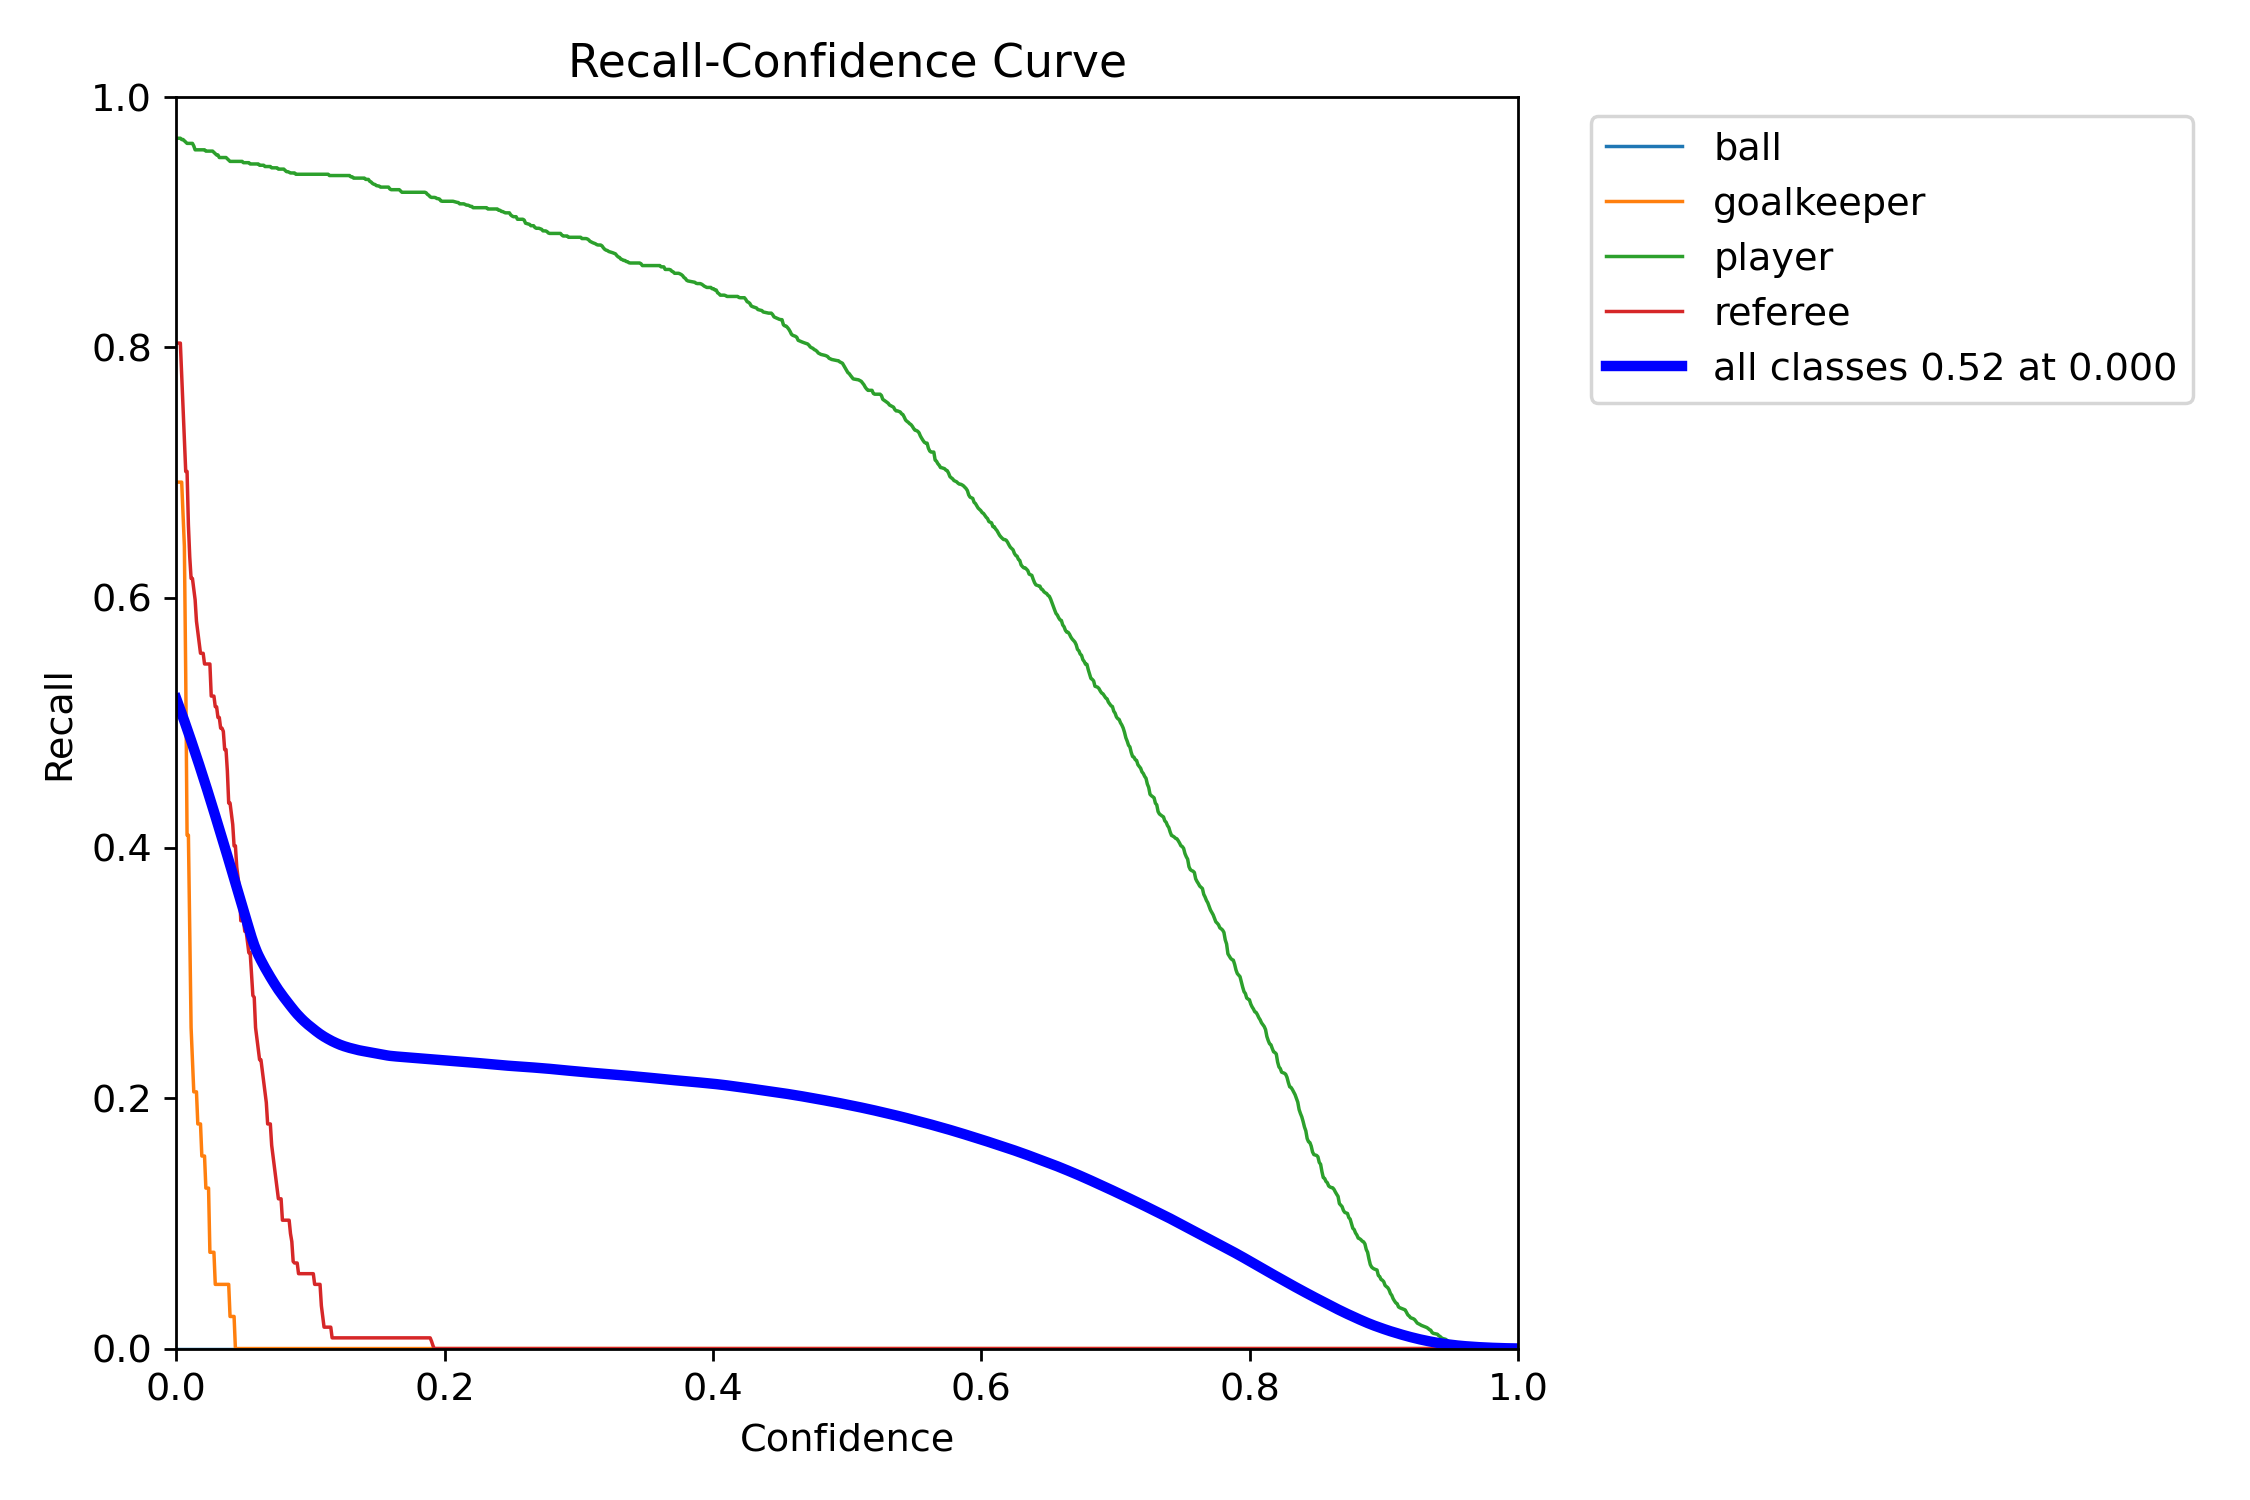 Recall-Confidence Curve
1.0
0.8
0.6
0.4
0.2
0.0
Recall
0.0 0.2 0.4 0.6 0.8 1.0
Confidence
ball
goalkeeper
player
referee
all classes 0.52 at 0.000